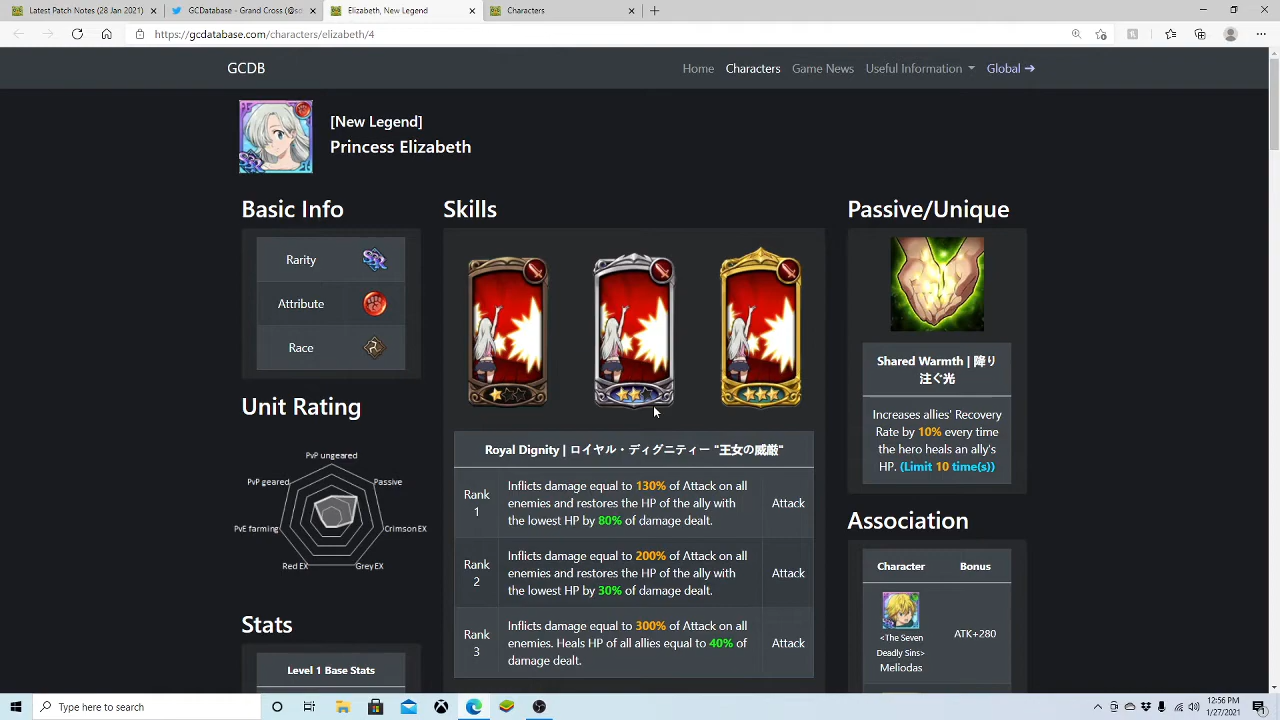 Latest Patch Notes (28 Jan 2021)
GCDatabase - Grand Cross (@
Elizabeth, New Legend
Characters
https://gcdatabase.com/characters/elizabeth/4
GCDB
Home
Characters
Game News
Useful Information
Global →
[New Legend]
Princess Elizabeth
Basic Info
Rarity
SR
Attribute
Race
Unit Rating
PvP ungeared
PvP geared
Passive
PvE farming
Crimson EX
Red EX
Grey EX
Stats
Level 1 Base Stats
Skills
Royal Dignity | ロイヤル・ディグニティー "王女の威厳"
Rank
1
Inflicts damage equal to 130% of Attack on all
enemies and restores the HP of the ally with
the lowest HP by 80% of damage dealt.
Attack
Rank
2
Inflicts damage equal to 200% of Attack on all
enemies and restores the HP of the ally with
the lowest HP by 30% of damage dealt.
Attack
Rank
3
Inflicts damage equal to 300% of Attack on all
enemies. Heals HP of all allies equal to 40% of
damage dealt.
Attack
Passive/Unique
Shared Warmth | 降り
注ぐ光
Increases allies' Recovery
Rate by 10% every time
the hero heals an ally's
HP. (Limit 10 time(s))
Association
Character
Bonus
<The Seven
Deadly Sins>
Meliodas
ATK+280
Type here to search
12:56 PM
1/27/2021